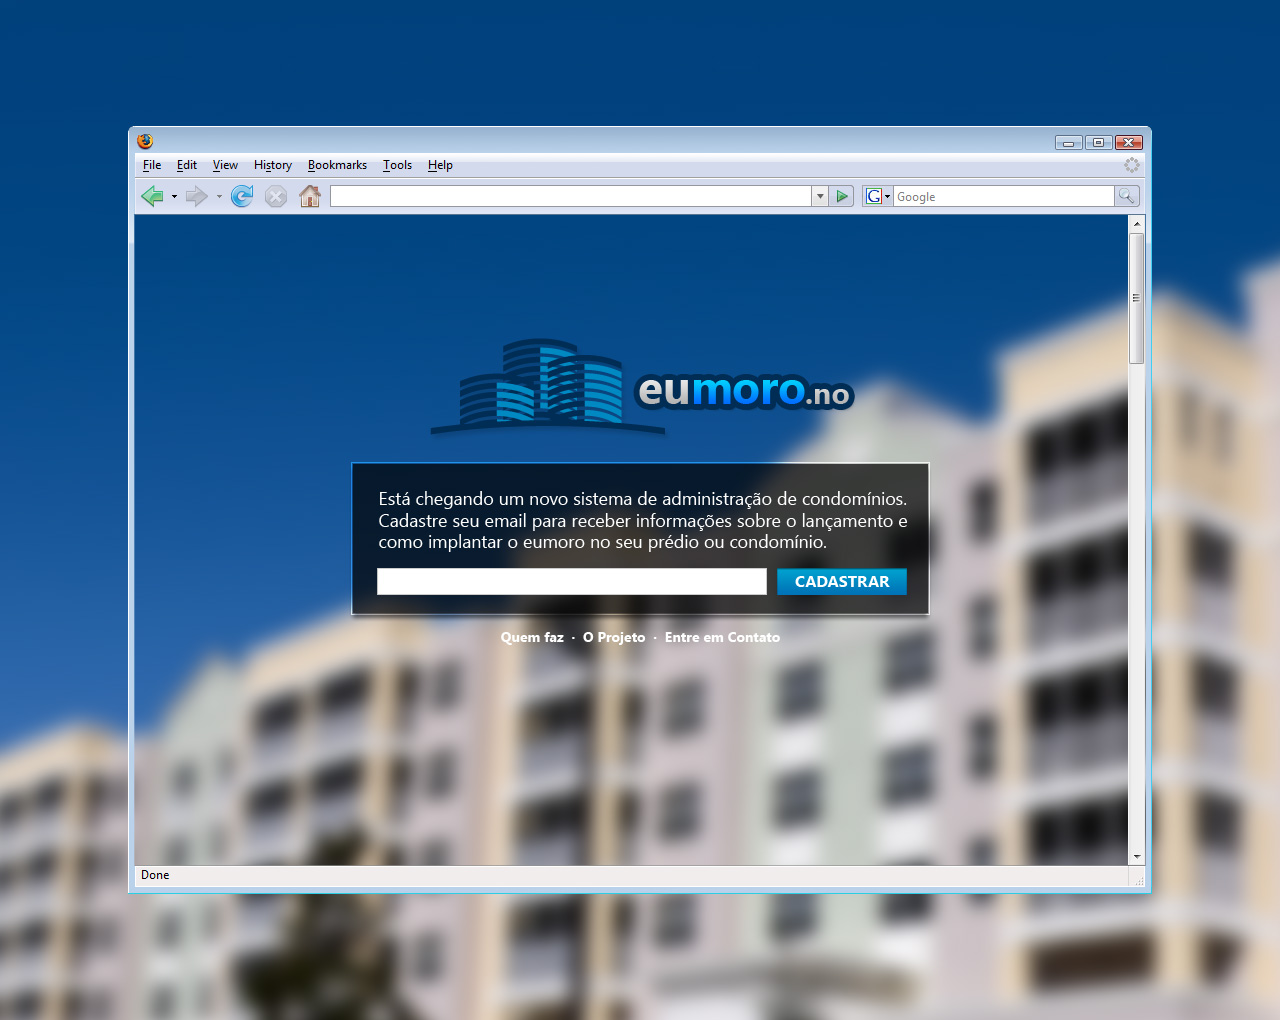 File Edit View History Bookmarks Tools Help
G Google
eumoro.no
Está chegando um novo sistema de administração de condomínios.
Cadastre seu email para receber informações sobre o lançamento e
como implantar o eumoro no seu prédio ou condomínio.
CADASTRAR
Quem faz · O Projeto · Entre em Contato
Done